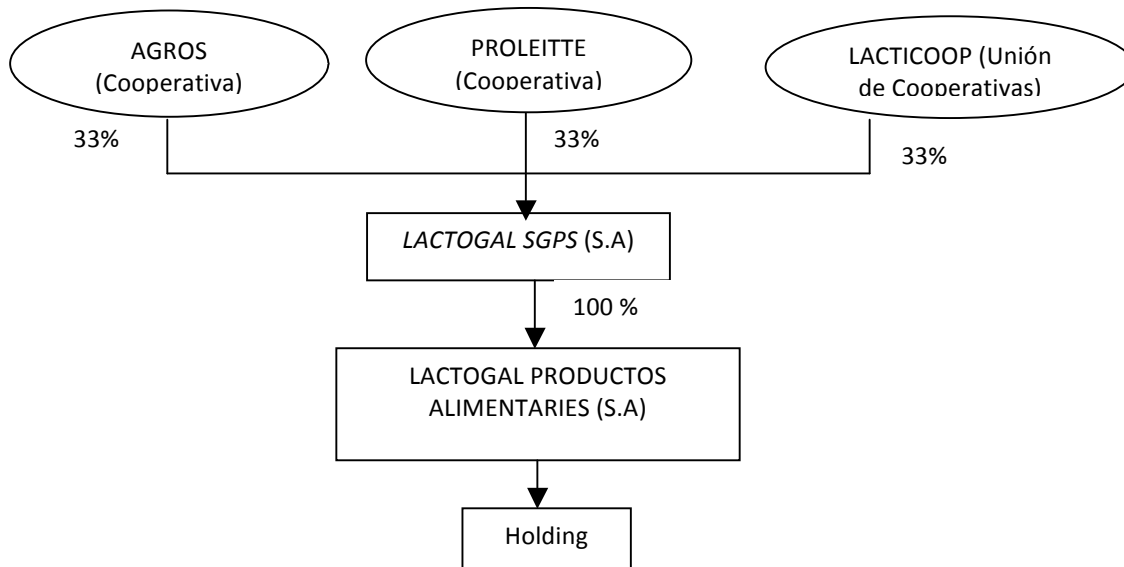 AGROS
(Cooperativa)
PROLEITTE
(Cooperativa)
LACTICOOP (Unión
de Cooperativas)
33%
33%
33%
LACTOGAL SGPS (S.A)
100 %
LACTOGAL PRODUCTOS
ALIMENTARIES (S.A)
Holding